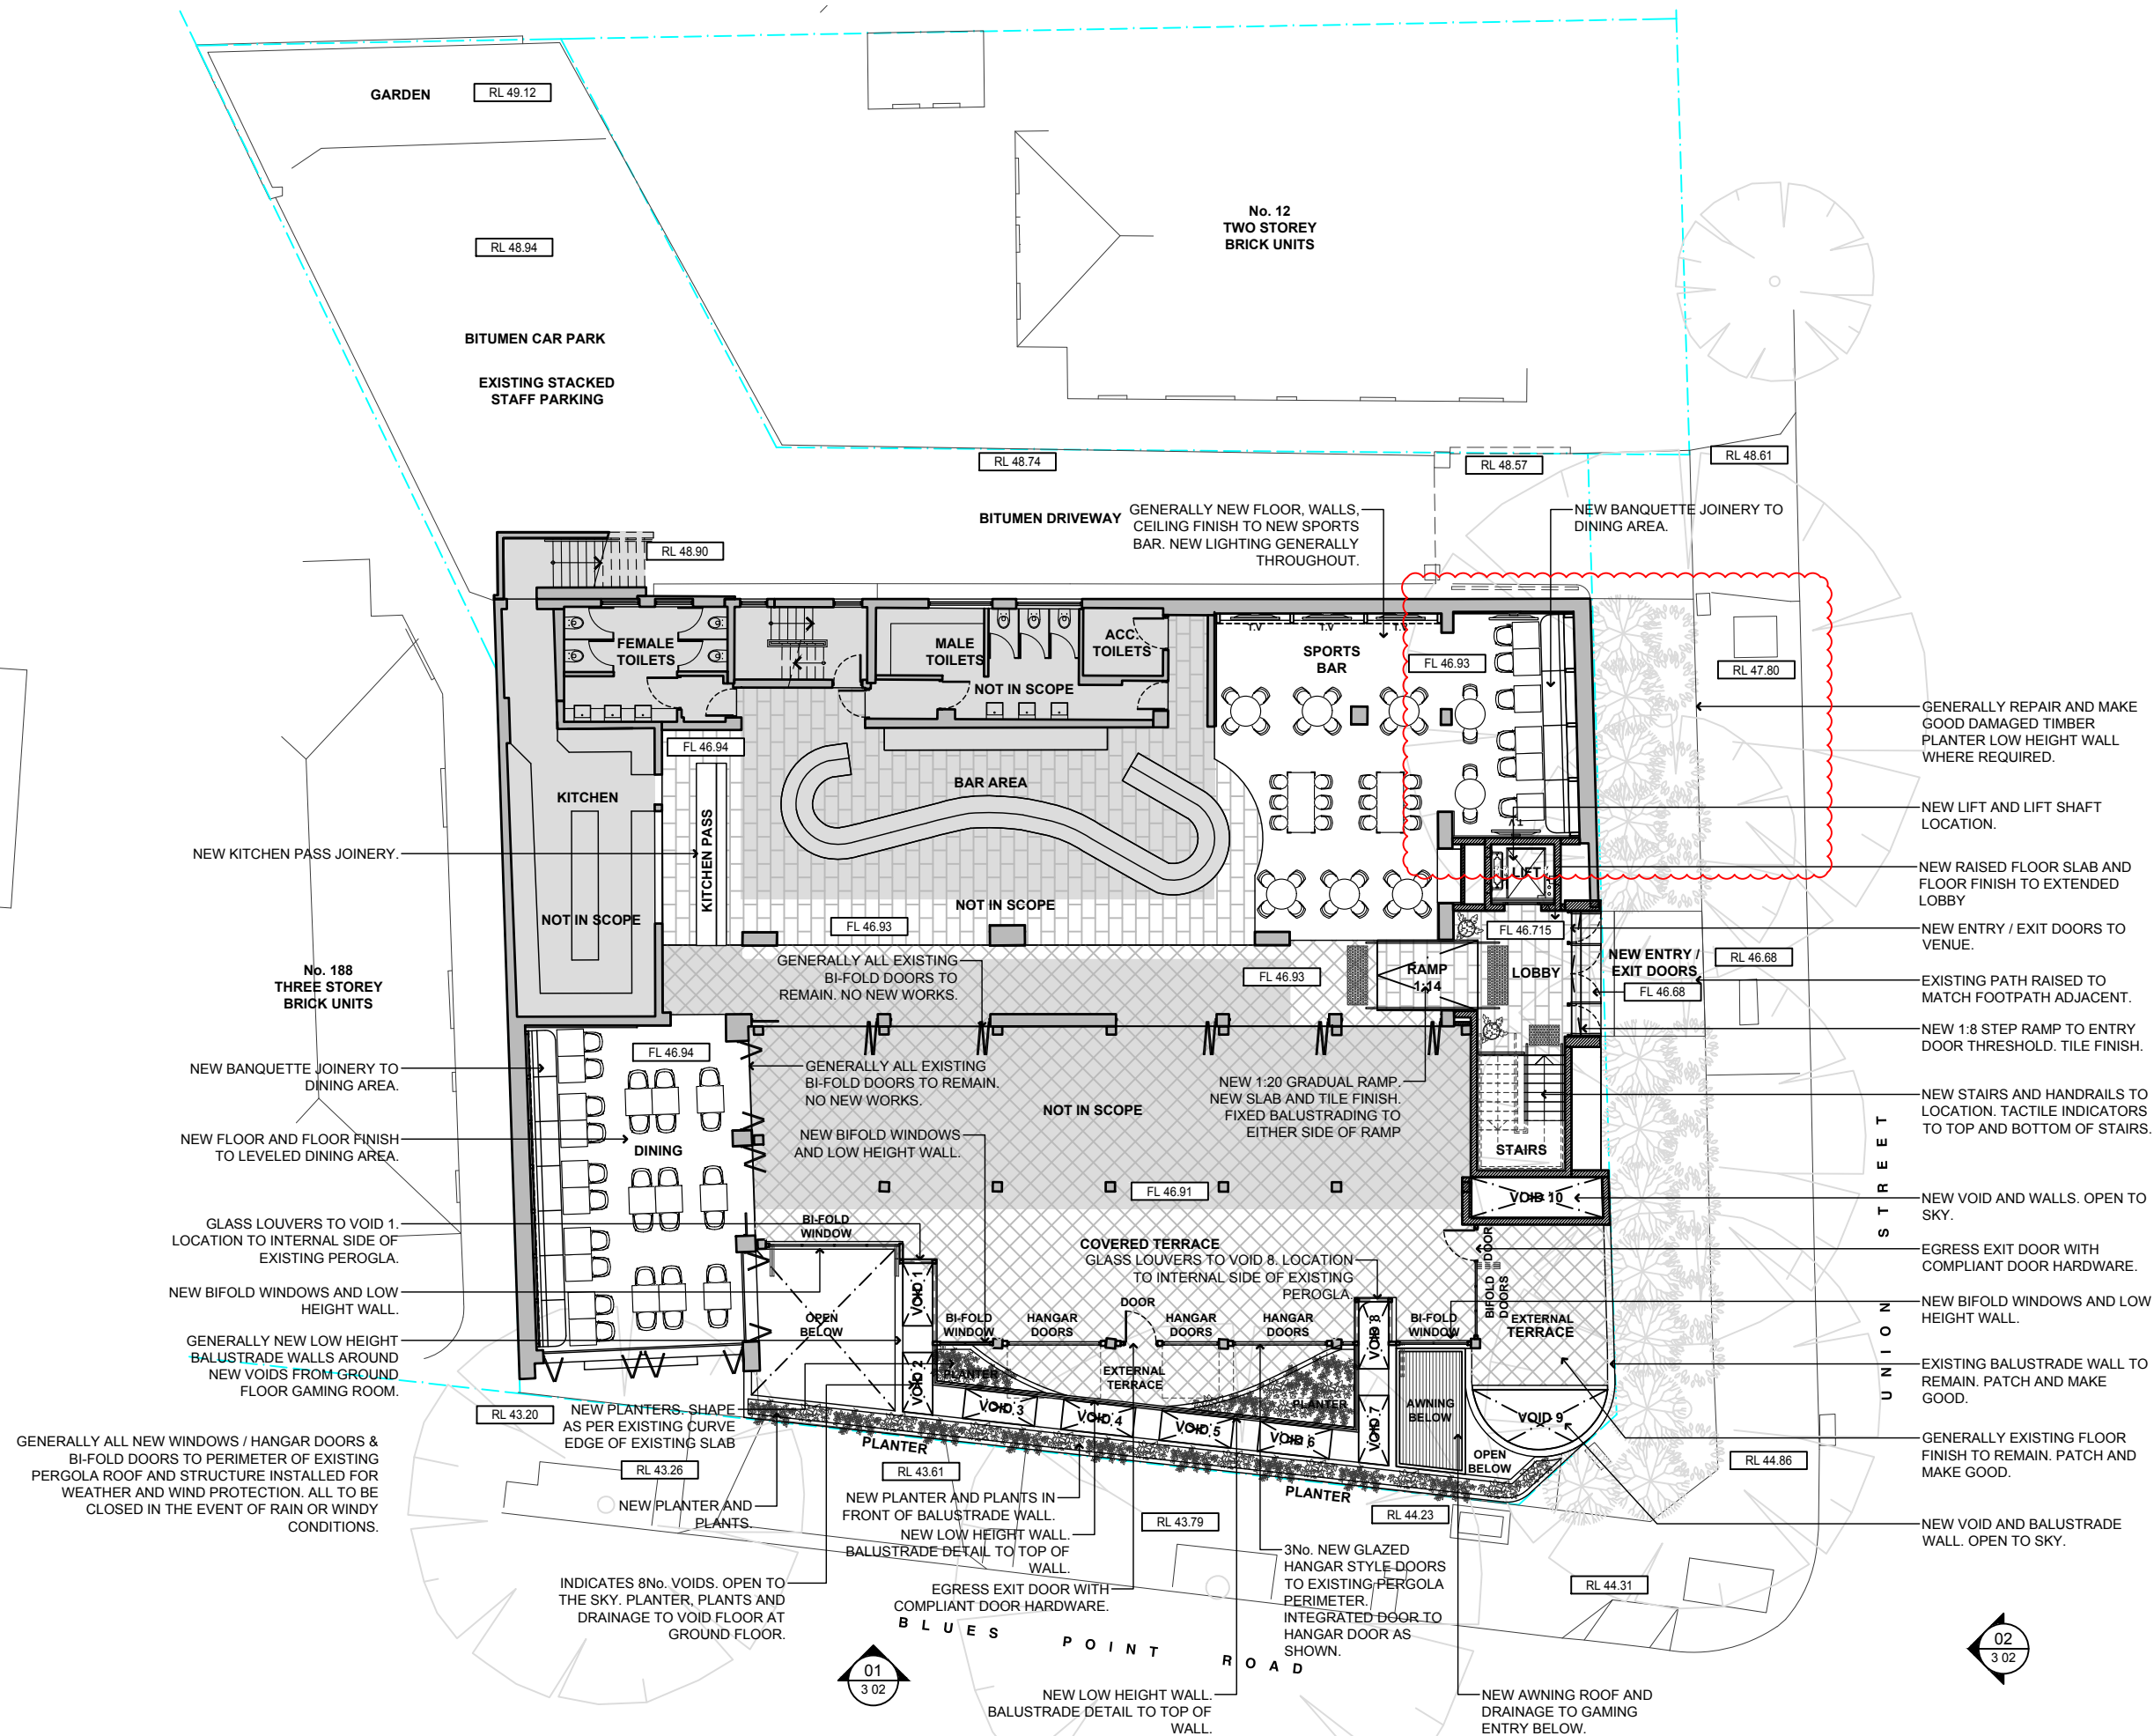 GARDEN
RL 49.12
RL 48.94
No. 12
TWO STOREY
BRICK UNITS
BITUMEN CAR PARK
EXISTING STACKED
STAFF PARKING
RL 48.74
RL 48.57
RL 48.61
BITUMEN DRIVEWAY
GENERALLY NEW FLOOR, WALLS,
CEILING FINISH TO NEW SPORTS
BAR. NEW LIGHTING GENERALLY
THROUGHOUT.
NEW BANQUETTE JOINERY TO
DINING AREA.
RL 48.90
FEMALE
TOILETS
MALE
TOILETS
ACC.
TOILETS
NOT IN SCOPE
T.V
T.V
T.V
SPORTS
BAR
FL 46.93
RL 47.80
GENERALLY REPAIR AND MAKE
GOOD DAMAGED TIMBER
PLANTER LOW HEIGHT WALL
WHERE REQUIRED.
FL 46.94
KITCHEN
BAR AREA
KITCHEN PASS
NEW KITCHEN PASS JOINERY.
T.V
LIFT
NEW LIFT AND LIFT SHAFT
LOCATION.
NEW RAISED FLOOR SLAB AND
FLOOR FINISH TO EXTENDED
LOBBY
NOT IN SCOPE
NOT IN SCOPE
FL 46.93
FL 46.715
NEW ENTRY / EXIT DOORS TO
VENUE.
No. 188
THREE STOREY
BRICK UNITS
GENERALLY ALL EXISTING
BI-FOLD DOORS TO
REMAIN. NO NEW WORKS.
FL 46.93
RAMP
1:14
LOBBY
NEW ENTRY /
EXIT DOORS
FL 46.68
RL 46.68
EXISTING PATH RAISED TO
MATCH FOOTPATH ADJACENT.
NEW 1:8 STEP RAMP TO ENTRY
DOOR THRESHOLD. TILE FINISH.
FL 46.94
NEW BANQUETTE JOINERY TO
DINING AREA.
GENERALLY ALL EXISTING
BI-FOLD DOORS TO REMAIN.
NO NEW WORKS.
NOT IN SCOPE
NEW 1:20 GRADUAL RAMP.
NEW SLAB AND TILE FINISH.
FIXED BALUSTRADING TO
EITHER SIDE OF RAMP
NEW STAIRS AND HANDRAILS TO
LOCATION. TACTILE INDICATORS
TO TOP AND BOTTOM OF STAIRS.
NEW FLOOR AND FLOOR FINISH
TO LEVELED DINING AREA.
DINING
NEW BIFOLD WINDOWS
AND LOW HEIGHT WALL.
STAIRS
FL 46.91
VOID 10
NEW VOID AND WALLS. OPEN TO
SKY.
GLASS LOUVERS TO VOID 1.
LOCATION TO INTERNAL SIDE OF
EXISTING PEROGLA.
BI-FOLD
WINDOW
COVERED TERRACE
GLASS LOUVERS TO VOID 8. LOCATION
TO INTERNAL SIDE OF EXISTING
PEROGLA.
DOOR
BIFOLD
DOORS
EGRESS EXIT DOOR WITH
COMPLIANT DOOR HARDWARE.
NEW BIFOLD WINDOWS AND LOW
HEIGHT WALL.
OPEN
BELOW
VOID 1
BI-FOLD
WINDOW
HANGAR
DOORS
DOOR
HANGAR
DOORS
HANGAR
DOORS
VOID 8
BI-FOLD
WINDOW
EXTERNAL
TERRACE
NEW BIFOLD WINDOWS AND LOW
HEIGHT WALL.
GENERALLY NEW LOW HEIGHT
BALUSTRADE WALLS AROUND
NEW VOIDS FROM GROUND
FLOOR GAMING ROOM.
VOID 2
PLANTER
EXTERNAL
TERRACE
PLANTER
EXISTING BALUSTRADE WALL TO
REMAIN. PATCH AND MAKE
GOOD.
RL 43.20
NEW PLANTERS. SHAPE
AS PER EXISTING CURVE
EDGE OF EXISTING SLAB
VOID 3
VOID 4
VOID 5
VOID 6
VOID 7
AWNING
BELOW
VOID 9
OPEN
BELOW
UNION STREET
GENERALLY ALL NEW WINDOWS / HANGAR DOORS &
BI-FOLD DOORS TO PERIMETER OF EXISTING
PERGOLA ROOF AND STRUCTURE INSTALLED FOR
WEATHER AND WIND PROTECTION. ALL TO BE
CLOSED IN THE EVENT OF RAIN OR WINDY
CONDITIONS.
PLANTER
PLANTER
RL 43.26
RL 43.61
RL 43.79
RL 44.23
RL 44.86
GENERALLY EXISTING FLOOR
FINISH TO REMAIN. PATCH AND
MAKE GOOD.
NEW PLANTER AND
PLANTS.
NEW PLANTER AND PLANTS IN
FRONT OF BALUSTRADE WALL.
NEW LOW HEIGHT WALL.
BALUSTRADE DETAIL TO TOP OF
WALL.
NEW VOID AND BALUSTRADE
WALL. OPEN TO SKY.
INDICATES 8No. VOIDS. OPEN TO
THE SKY. PLANTER, PLANTS AND
DRAINAGE TO VOID FLOOR AT
GROUND FLOOR.
EGRESS EXIT DOOR WITH
COMPLIANT DOOR HARDWARE.
3No. NEW GLAZED
HANGAR STYLE DOORS
TO EXISTING PERGOLA
PERIMETER.
INTEGRATED DOOR TO
HANGAR DOOR AS
SHOWN.
RL 44.31
BLUES POINT ROAD
01
3 02
02
3 02
NEW LOW HEIGHT WALL.
BALUSTRADE DETAIL TO TOP OF
WALL.
NEW AWNING ROOF AND
DRAINAGE TO GAMING
ENTRY BELOW.